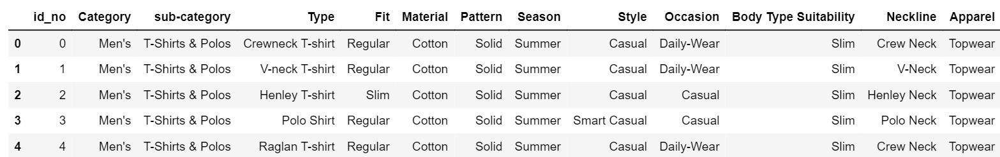 id_no Category sub-category Type Fit Material Pattern Season Style Occasion Body Type Suitability Neckline Apparel
0 0 Men's T-Shirts & Polos Crewneck T-shirt Regular Cotton Solid Summer Casual Daily-Wear Slim Crew Neck Topwear
1 1 Men's T-Shirts & Polos V-neck T-shirt Regular Cotton Solid Summer Casual Daily-Wear Slim V-Neck Topwear
2 2 Men's T-Shirts & Polos Henley T-shirt Slim Cotton Solid Summer Casual Casual Slim Henley Neck Topwear
3 3 Men's T-Shirts & Polos Polo Shirt Regular Cotton Solid Summer Smart Casual Casual Slim Polo Neck Topwear
4 4 Men's T-Shirts & Polos Raglan T-shirt Regular Cotton Solid Summer Casual Daily-Wear Slim Crew Neck Topwear